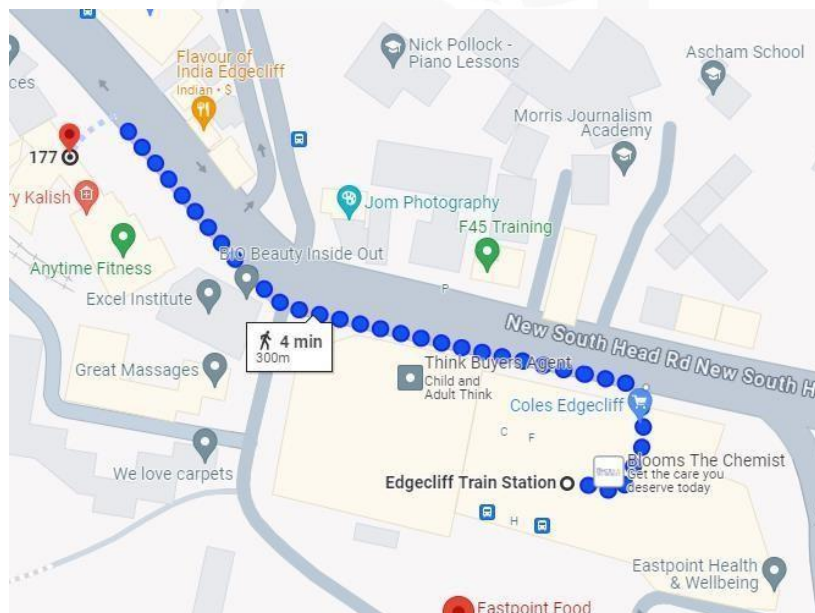 Nick Pollock -
Piano Lessons
Ascham School
Flavour of
India Edgecliff
Indian • $
ces
Morris Journalism
Academy
177
ry Kalish
Jom Photography
F45 Training
Anytime Fitness
BIO Beauty Inside Out
Excel Institute
P
4 min
300m
New South Head Rd New South H
Great Massages
Think Buyers Agent
Child and
Adult Think
Coles Edgecliff
C F
We love carpets
Edgecliff Train Station
Blooms The Chemist
Get the care you
deserve today
H
Eastpoint Health
& Wellbeing
Eastpoint Food